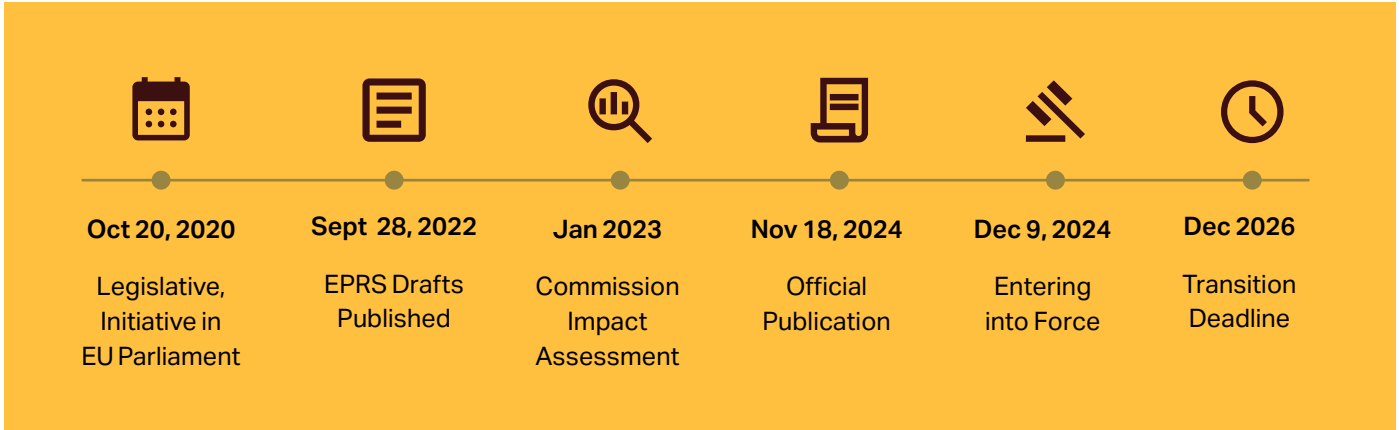 Oct 20, 2020
Legislative,
Initiative in
EU Parliament
Sept 28, 2022
EPRS Drafts
Published
Jan 2023
Commission
Impact
Assessment
Nov 18, 2024
Official
Publication
Dec 9, 2024
Entering
into Force
Dec 2026
Transition
Deadline